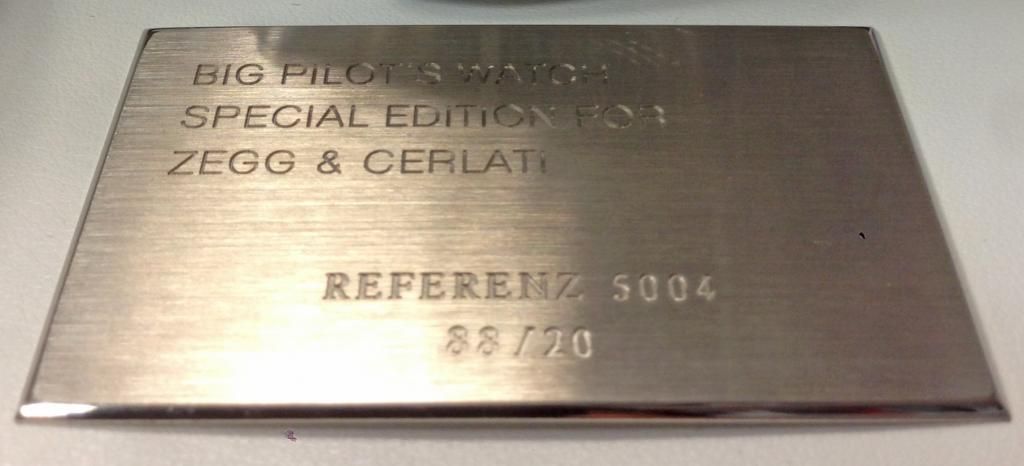 BIG PILOT'S WATCH
SPECIAL EDITION FOR
ZEGG & CERLATI
REFERENZ 5004
88/20